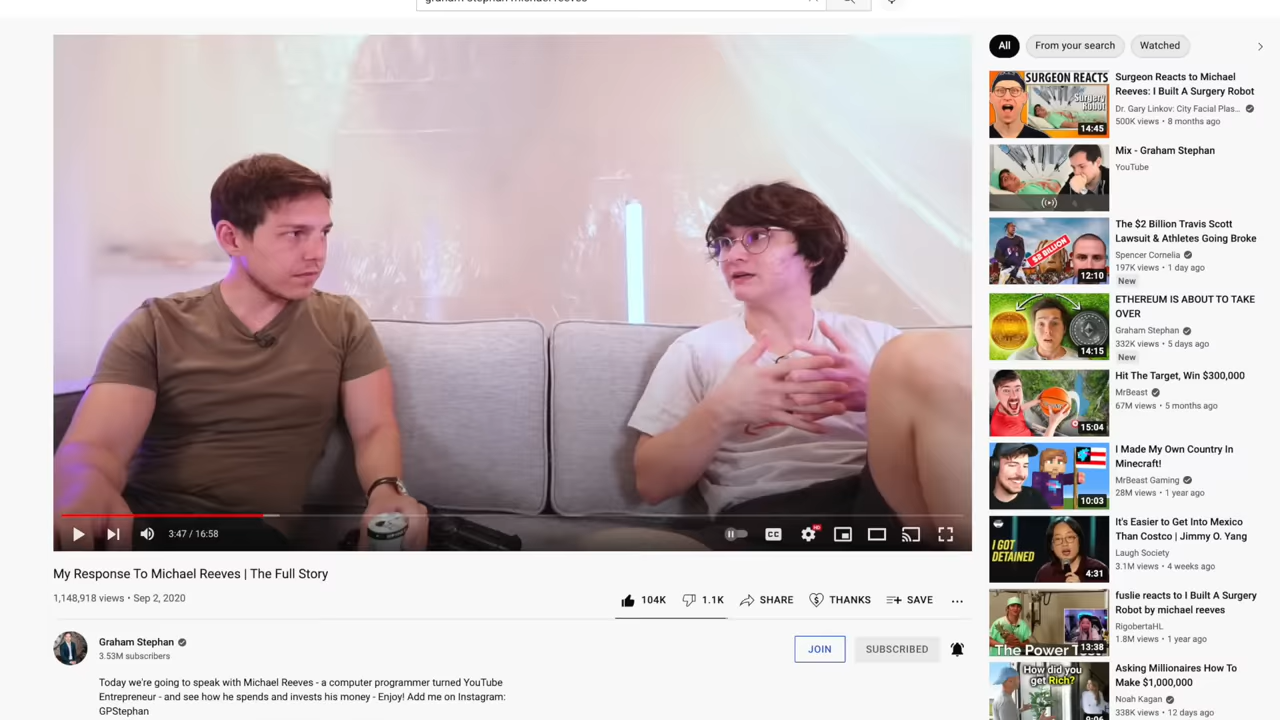 graham stephan michael reeves
All
From your search
Watched
3:47 / 16:58
CC
HD
My Response To Michael Reeves | The Full Story
1,148,918 views • Sep 2, 2020
104K
1.1K
SHARE
THANKS
SAVE
Graham Stephan
3.53M subscribers
JOIN
SUBSCRIBED
Today we're going to speak with Michael Reeves - a computer programmer turned YouTube
Entrepreneur - and see how he spends and invests his money - Enjoy! Add me on Instagram:
GPStephan
SURGEON REACTS
Surgery
Robot
14:45
Surgeon Reacts to Michael
Reeves: I Built A Surgery Robot
Dr. Gary Linkov: City Facial Plas...
500K views • 8 months ago
Mix - Graham Stephan
YouTube
$2 BILLION
12:10
The $2 Billion Travis Scott
Lawsuit & Athletes Going Broke
Spencer Cornelia
197K views • 1 day ago
New
14:15
ETHEREUM IS ABOUT TO TAKE
OVER
Graham Stephan
332K views • 5 days ago
New
15:04
Hit The Target, Win $300,000
MrBeast
67M views • 5 months ago
10:03
I Made My Own Country In
Minecraft!
MrBeast Gaming
28M views • 1 year ago
I GOT
DETAINED
4:31
It's Easier to Get Into Mexico
Than Costco | Jimmy O. Yang
Laugh Society
3.1M views • 4 weeks ago
The Power
13:38
fuslie reacts to I Built A Surgery
Robot by michael reeves
RigobertaHL
1.8M views • 1 year ago
How did you
get Rich?
Asking Millionaires How To
Make $1,000,000
Noah Kagan
338K views • 12 days ago